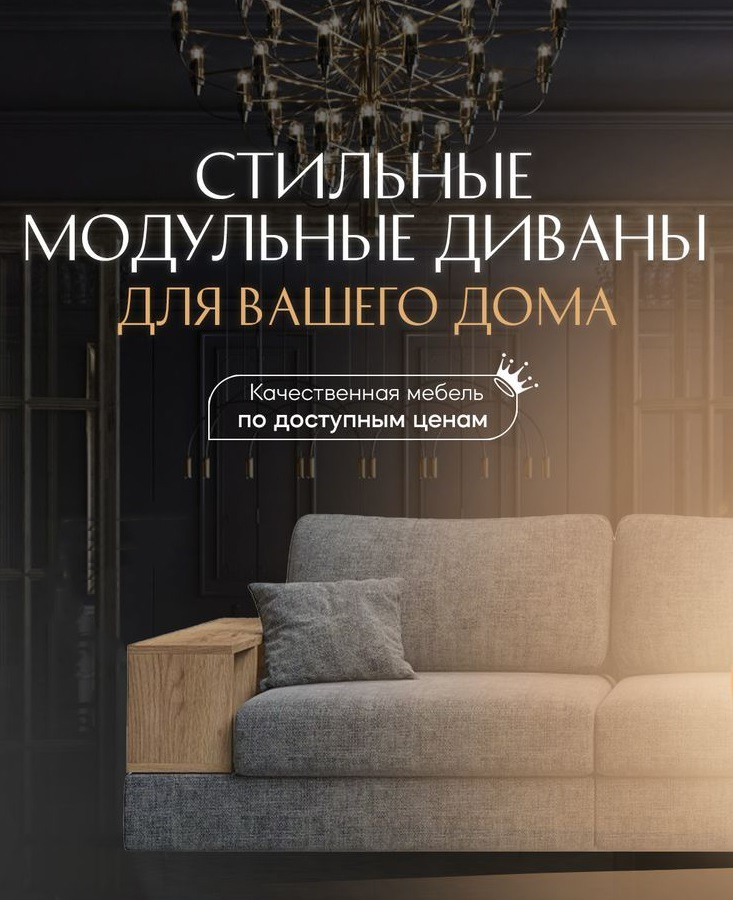 СТИЛЬНЫЕ
МОДУЛЬНЫЕ ДИВАНЫ
ДЛЯ ВАШЕГО ДОМА
Качественная мебель
по доступным ценам